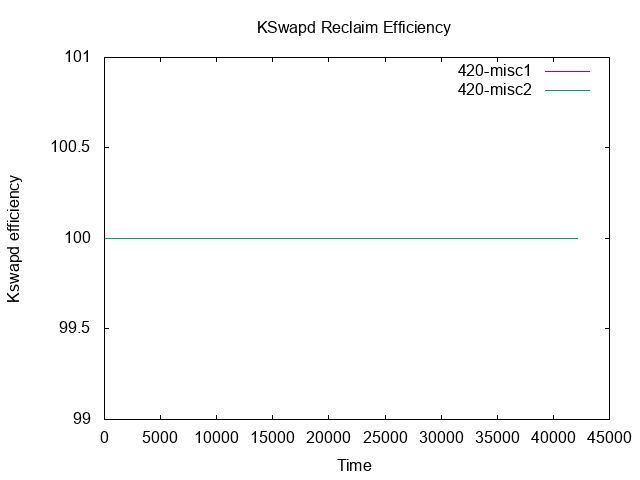 KSwapd Reclaim Efficiency
101
420-misc1
420-misc2
100.5
Kswapd efficiency
100
99.5
99
0 5000 10000 15000 20000 25000 30000 35000 40000 45000
Time